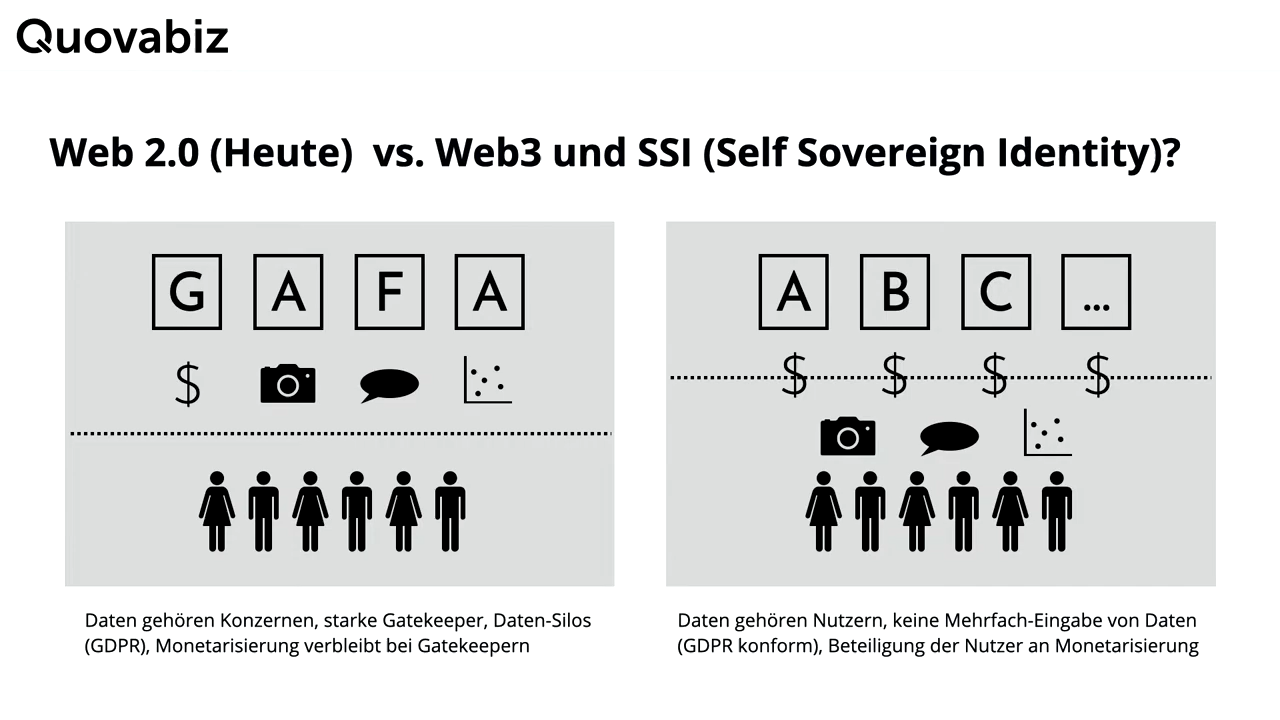 Quovabiz
Web 2.0 (Heute) vs. Web3 und SSI (Self Sovereign Identity)?
G A F A
$
A B C ...
$ $ $ $
Daten gehören Konzernen, starke Gatekeeper, Daten-Silos
(GDPR), Monetarisierung verbleibt bei Gatekeepern
Daten gehören Nutzern, keine Mehrfach-Eingabe von Daten
(GDPR konform), Beteiligung der Nutzer an Monetarisierung